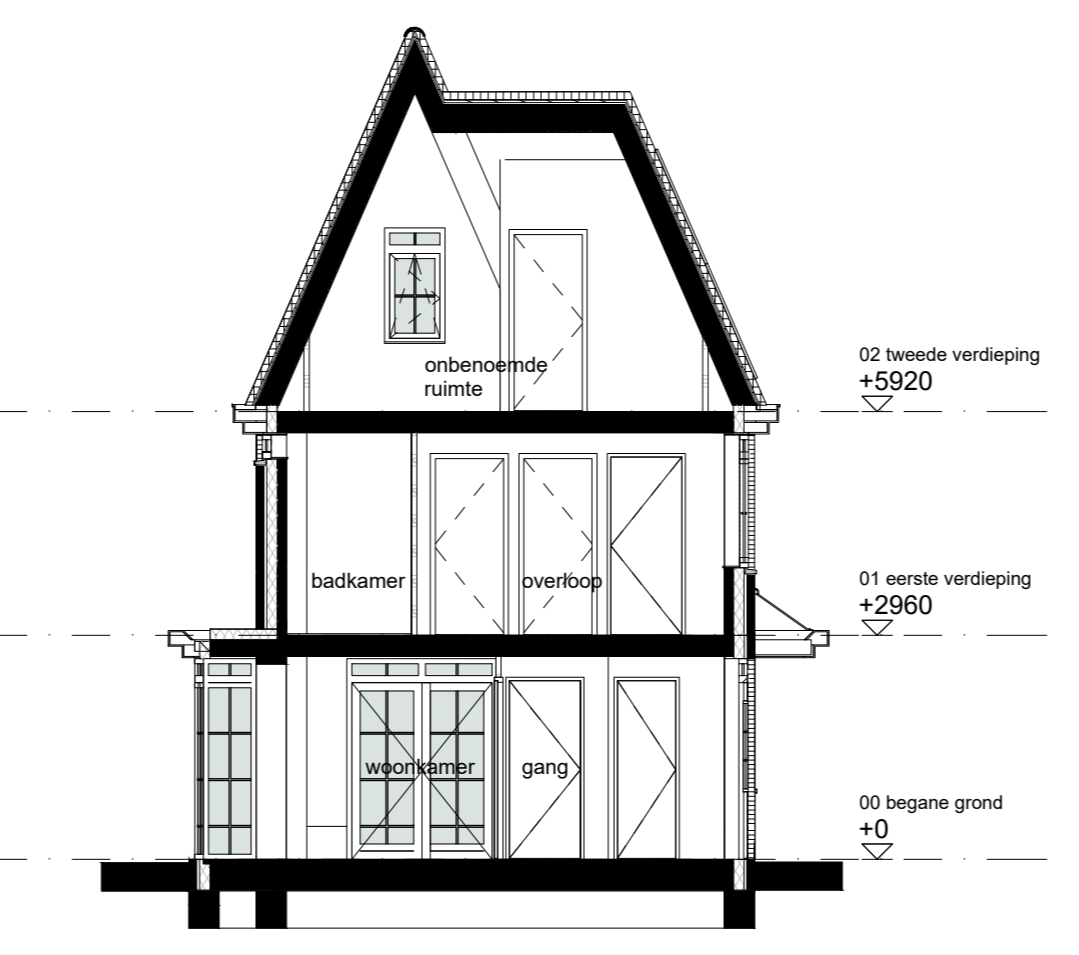 02 tweede verdieping
+5920
onbenoemde
ruimte
01 eerste verdieping
+2960
badkamer
overloop
00 begane grond
+0
woonkamer
gang